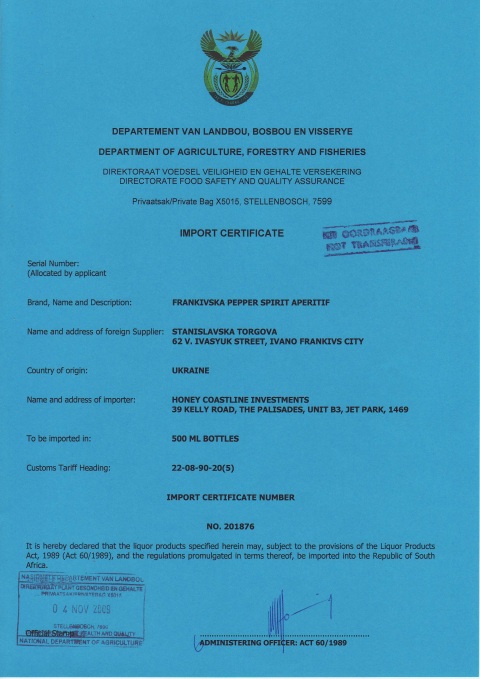 DEPARTEMENT VAN LANDBOU, BOSBOU EN VISSERYE
DEPARTMENT OF AGRICULTURE, FORESTRY AND FISHERIES
DIREKTORAAT VOEDSEL VEILIGHEID EN GEHALTE VERSEKERING
DIRECTORATE FOOD SAFETY AND QUALITY ASSURANCE
Privaatsak/Private Bag X5015, STELLENBOSCH, 7599
IMPORT CERTIFICATE
NIE OORDRAAGBAAR
NOT TRANSFERABLE
Serial Number:
(Allocated by applicant
Brand, Name and Description: FRANKIVSKA PEPPER SPIRIT APERITIF
Name and address of foreign Supplier: STANISLAVSKA TORGOVA
62 V. IVASYUK STREET, IVANO FRANKIVS CITY
Country of origin: UKRAINE
Name and address of importer: HONEY COASTLINE INVESTMENTS
39 KELLY ROAD, THE PALISADES, UNIT B3, JET PARK, 1469
To be imported in: 500 ML BOTTLES
Customs Tariff Heading: 22-08-90-20(5)
IMPORT CERTIFICATE NUMBER
NO. 201876
It is hereby declared that the liquor products specified herein may, subject to the provisions of the Liquor Products
Act, 1989 (Act 60/1989), and the regulations promulgated in terms thereof, be imported into the Republic of South
Africa.
DEPARTEMENT VAN LANDBOU
DIREKTORAAT PLANT GESONDHEID EN GEHALTE
04 NOV
STELLENBOSCH, 7599
Official Stamp HEALTH AND QUALITY
NATIONAL DEPARTMENT OF AGRICULTURE
ADMINISTERING OFFICER: ACT 60/1989